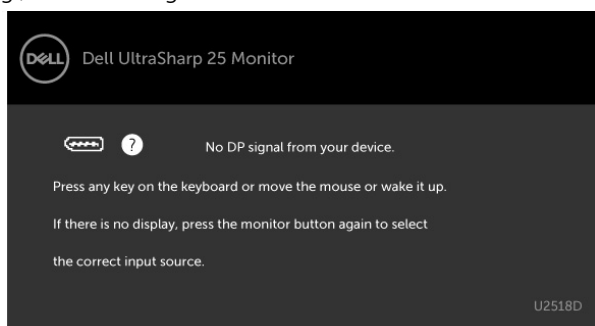 DELL
Dell UltraSharp 25 Monitor
?
No DP signal from your device.
Press any key on the keyboard or move the mouse or wake it up.
If there is no display, press the monitor button again to select
the correct input source.
U2518D